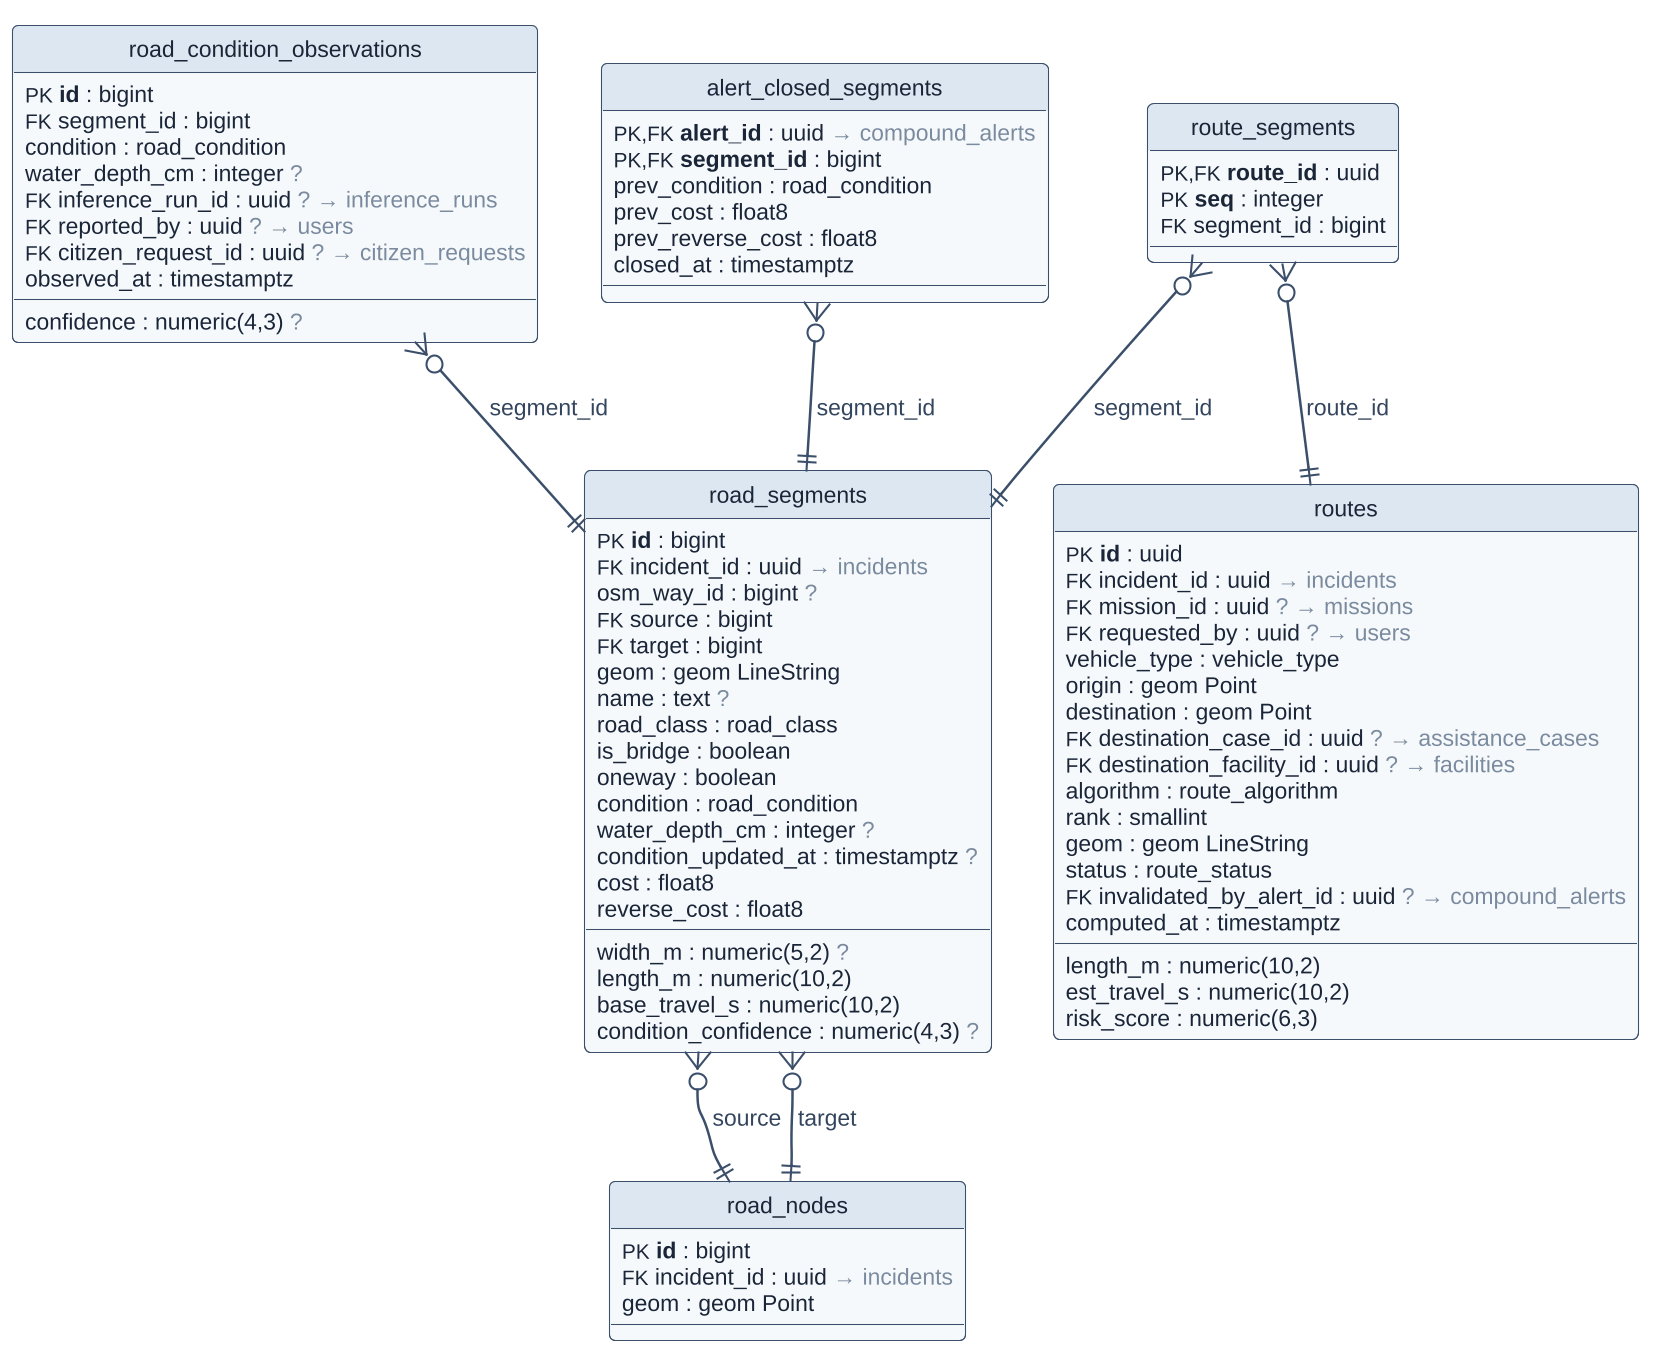 road_condition_observations
PK id : bigint
FK segment_id : bigint
condition : road_condition
water_depth_cm : integer ?
FK inference_run_id : uuid ? → inference_runs
FK reported_by : uuid ? → users
FK citizen_request_id : uuid ? → citizen_requests
observed_at : timestamptz
confidence : numeric(4,3) ?
alert_closed_segments
PK,FK alert_id : uuid → compound_alerts
PK,FK segment_id : bigint
prev_condition : road_condition
prev_cost : float8
prev_reverse_cost : float8
closed_at : timestamptz
route_segments
PK,FK route_id : uuid
PK seq : integer
FK segment_id : bigint
segment_id
segment_id
segment_id
route_id
road_segments
PK id : bigint
FK incident_id : uuid → incidents
osm_way_id : bigint ?
FK source : bigint
FK target : bigint
geom : geom LineString
name : text ?
road_class : road_class
is_bridge : boolean
oneway : boolean
condition : road_condition
water_depth_cm : integer ?
condition_updated_at : timestamptz ?
cost : float8
reverse_cost : float8
width_m : numeric(5,2) ?
length_m : numeric(10,2)
base_travel_s : numeric(10,2)
condition_confidence : numeric(4,3) ?
routes
PK id : uuid
FK incident_id : uuid → incidents
FK mission_id : uuid ? → missions
FK requested_by : uuid ? → users
vehicle_type : vehicle_type
origin : geom Point
destination : geom Point
FK destination_case_id : uuid ? → assistance_cases
FK destination_facility_id : uuid ? → facilities
algorithm : route_algorithm
rank : smallint
geom : geom LineString
status : route_status
FK invalidated_by_alert_id : uuid ? → compound_alerts
computed_at : timestamptz
length_m : numeric(10,2)
est_travel_s : numeric(10,2)
risk_score : numeric(6,3)
source
target
road_nodes
PK id : bigint
FK incident_id : uuid → incidents
geom : geom Point